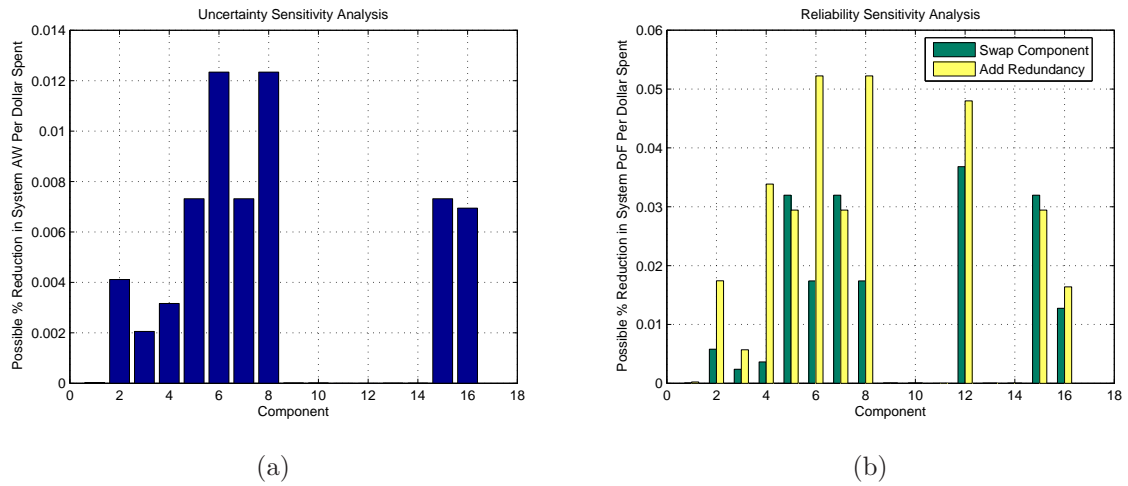 Uncertainty Sensitivity Analysis
Possible % Reduction in System AW Per Dollar Spent
0.014
0.012
0.01
0.008
0.006
0.004
0.002
0
0 2 4 6 8 10 12 14 16 18
Component
(a)
Reliability Sensitivity Analysis
Possible % Reduction in System PoF Per Dollar Spent
0.06
0.05
0.04
0.03
0.02
0.01
0
Swap Component
Add Redundancy
0 2 4 6 8 10 12 14 16 18
Component
(b)